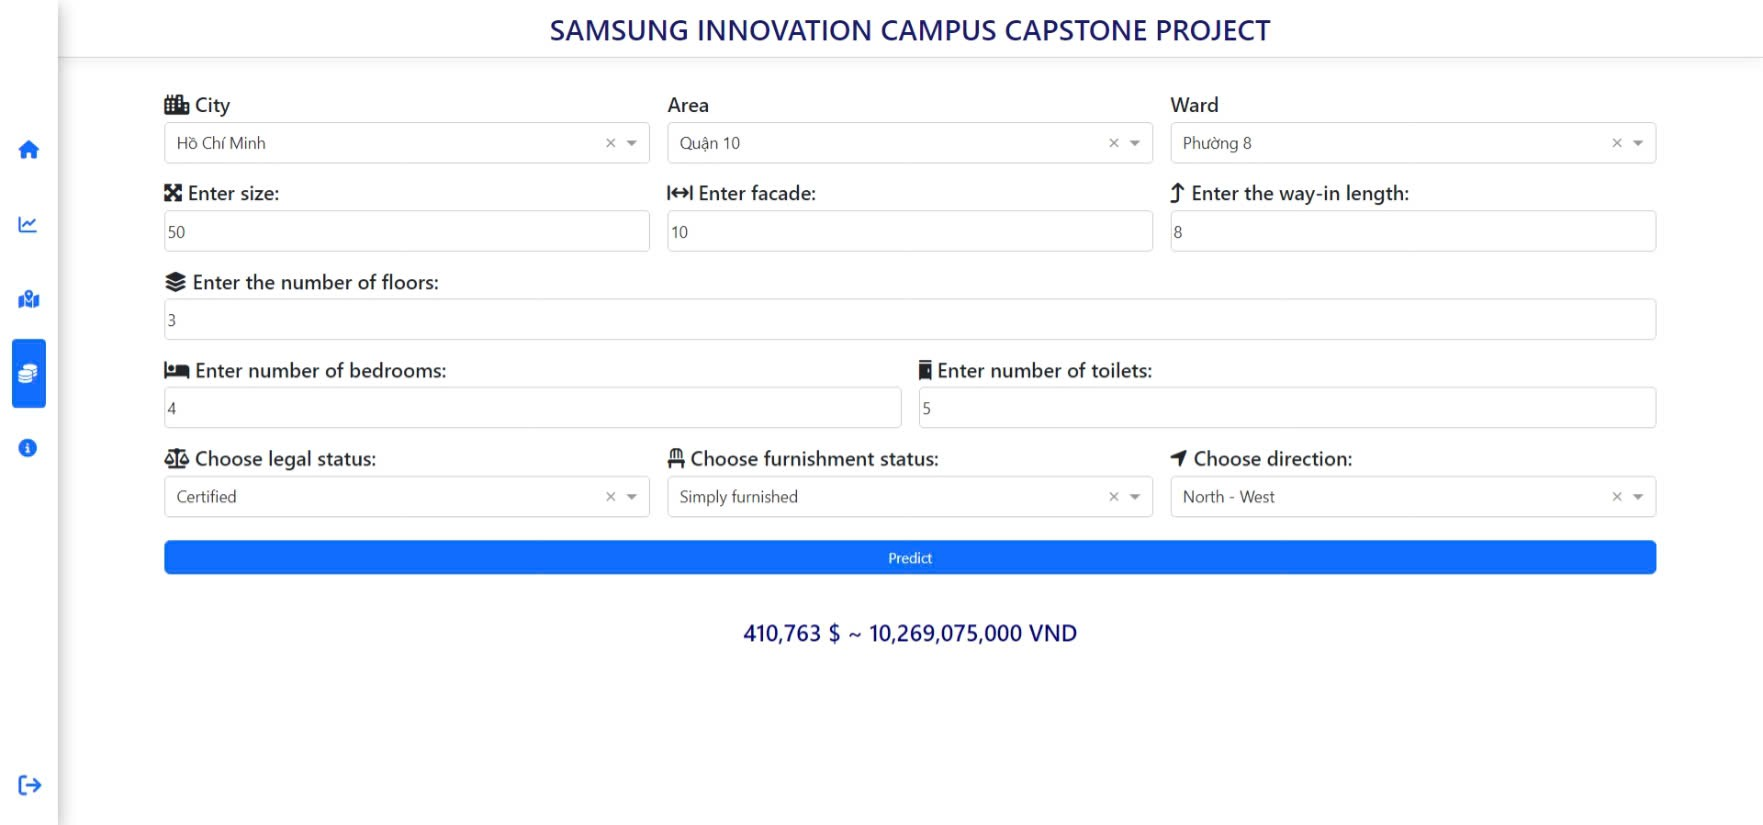 SAMSUNG INNOVATION CAMPUS CAPSTONE PROJECT
City Area Ward
Hồ Chí Minh × Quận 10 × Phường 8 ×
Enter size: Enter facade: Enter the way-in length:
50 10 8
Enter the number of floors:
3
Enter number of bedrooms: Enter number of toilets:
4 5
Choose legal status: Choose furnishment status: Choose direction:
Certified × Simply furnished × North - West ×
Predict
410,763 $ ~ 10,269,075,000 VND